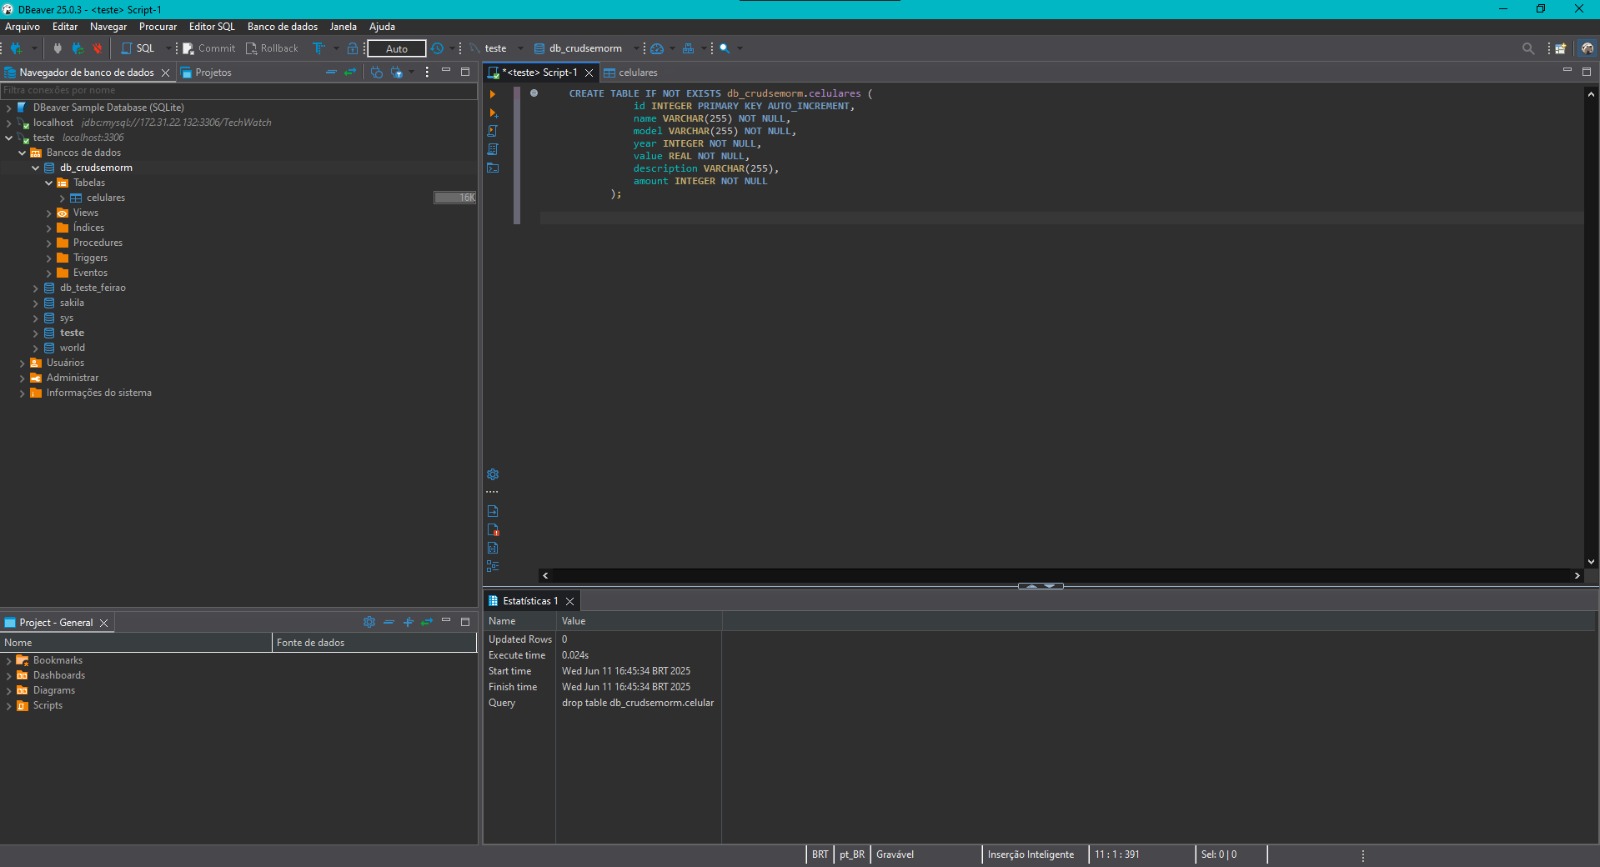 DBeaver 25.0.3 - <teste> Script-1
Arquivo Editar Navegar Procurar Editor SQL Banco de dados Janela Ajuda
SQL Commit Rollback Auto teste db_crudsemorm
Navegador de banco de dados Projetos
Filtra conexões por nome
DBeaver Sample Database (SQLite)
localhost jdbc:mysql://172.31.22.132:3306/TechWatch
teste localhost:3306
Bancos de dados
db_crudsemorm
Tabelas
celulares 16K
Views
Índices
Procedures
Triggers
Eventos
db_teste_feirao
sakila
sys
teste
world
Usuários
Administrar
Informações do sistema
*<teste> Script-1 celulares
CREATE TABLE IF NOT EXISTS db_crudsemorm.celulares (
id INTEGER PRIMARY KEY AUTO_INCREMENT,
name VARCHAR(255) NOT NULL,
model VARCHAR(255) NOT NULL,
year INTEGER NOT NULL,
value REAL NOT NULL,
description VARCHAR(255),
amount INTEGER NOT NULL
);
Project - General
Nome Fonte de dados
Bookmarks
Dashboards
Diagrams
Scripts
Estatísticas 1
Name Value
Updated Rows 0
Execute time 0.024s
Start time Wed Jun 11 16:45:34 BRT 2025
Finish time Wed Jun 11 16:45:34 BRT 2025
Query drop table db_crudsemorm.celular
BRT pt_BR Gravável Inserção Inteligente 11 : 1 : 391 Sel: 0 | 0